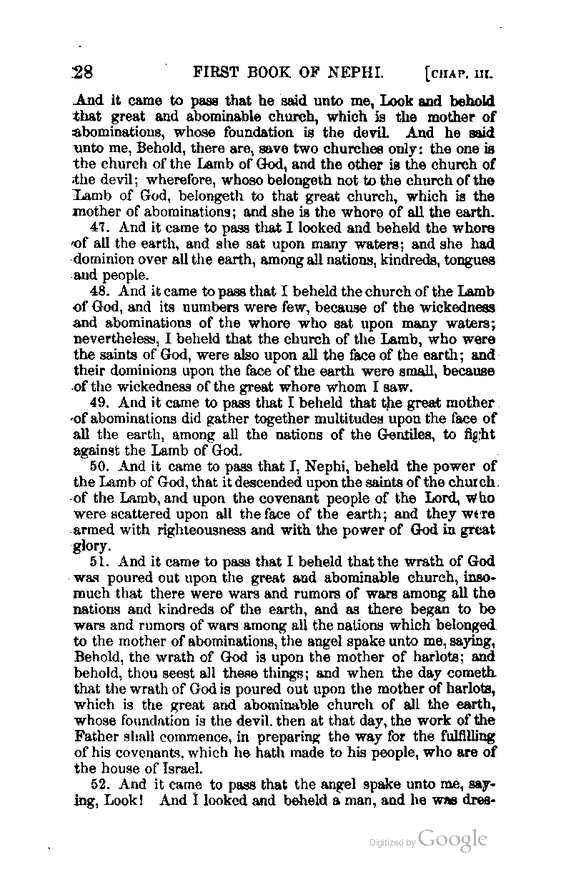 28 FIRST BOOK OF NEPHI. [CHAP. III.
And it came to pass that he said unto me, Look and behold
that great and abominable church, which is the mother of
abominations, whose foundation is the devil. And he said
unto me, Behold, there are, save two churches only: the one is
the church of the Lamb of God, and the other is the church of
the devil; wherefore, whoso belongeth not to the church of the
Lamb of God, belongeth to that great church, which is the
mother of abominations; and she is the whore of all the earth.
47. And it came to pass that I looked and beheld the whore
of all the earth, and she sat upon many waters; and she had
dominion over all the earth, among all nations, kindreds, tongues
and people.
48. And it came to pass that I beheld the church of the Lamb
of God, and its numbers were few, because of the wickedness
and abominations of the whore who sat upon many waters;
nevertheless, I beheld that the church of the Lamb, who were
the saints of God, were also upon all the face of the earth; and
their dominions upon the face of the earth were small, because
of the wickedness of the great whore whom I saw.
49. And it came to pass that I beheld that the great mother
of abominations did gather together multitudes upon the face of
all the earth, among all the nations of the Gentiles, to fight
against the Lamb of God.
50. And it came to pass that I, Nephi, beheld the power of
the Lamb of God, that it descended upon the saints of the church
of the Lamb, and upon the covenant people of the Lord, who
were scattered upon all the face of the earth; and they were
armed with righteousness and with the power of God in great
glory.
51. And it came to pass that I beheld that the wrath of God
was poured out upon the great and abominable church, inso-
much that there were wars and rumors of wars among all the
nations and kindreds of the earth, and as there began to be
wars and rumors of wars among all the nations which belonged
to the mother of abominations, the angel spake unto me, saying,
Behold, the wrath of God is upon the mother of harlots; and
behold, thou seest all these things; and when the day cometh
that the wrath of God is poured out upon the mother of harlots,
which is the great and abominable church of all the earth,
whose foundation is the devil. then at that day, the work of the
Father shall commence, in preparing the way for the fulfilling
of his covenants, which he hath made to his people, who are of
the house of Israel.
52. And it came to pass that the angel spake unto me, say-
ing, Look! And I looked and beheld a man, and he was dres-
Digitized by Google